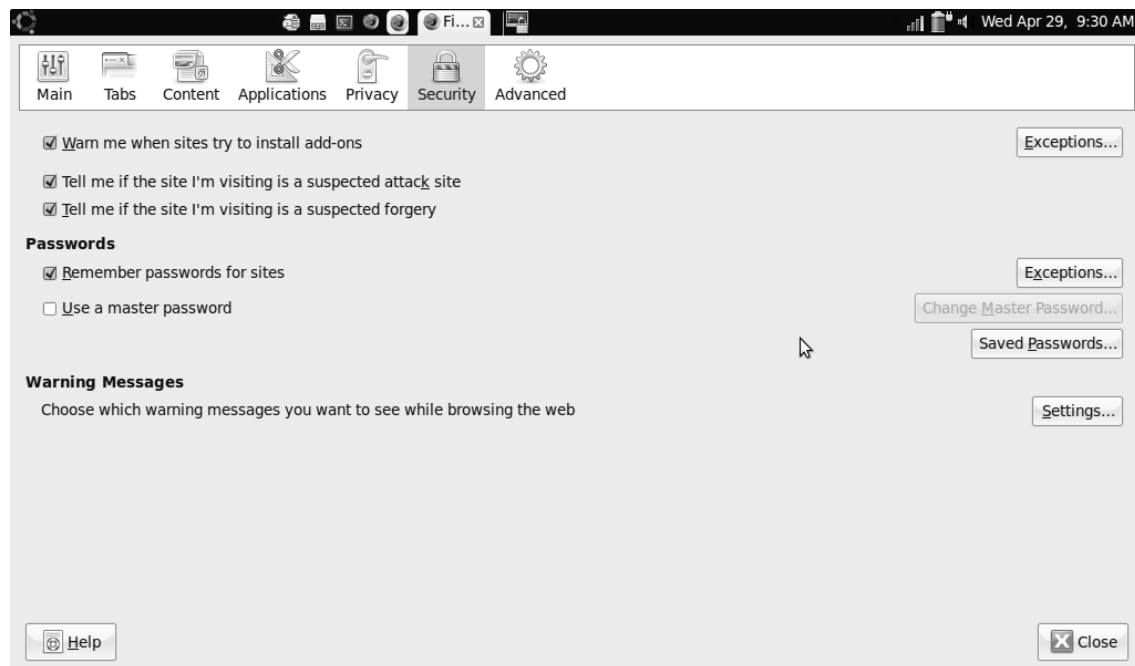 Fi...
Wed Apr 29, 9:30 AM
Main Tabs Content Applications Privacy Security Advanced
Warn me when sites try to install add-ons Exceptions...
Tell me if the site I'm visiting is a suspected attack site
Tell me if the site I'm visiting is a suspected forgery
Passwords
Remember passwords for sites Exceptions...
Use a master password Change Master Password...
Saved Passwords...
Warning Messages
Choose which warning messages you want to see while browsing the web Settings...
Help Close